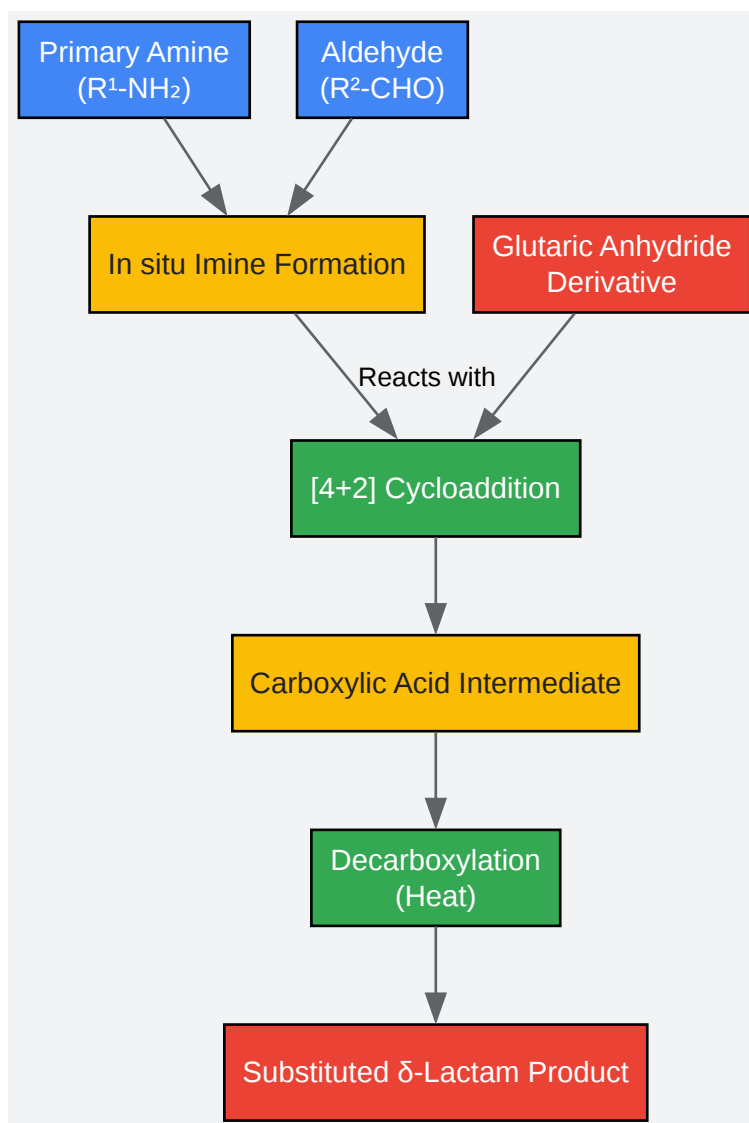 Primary Amine
(R¹-NH₂)
Aldehyde
(R²-CHO)
In situ Imine Formation
Glutaric Anhydride
Derivative
Reacts with
[4+2] Cycloaddition
Carboxylic Acid Intermediate
Decarboxylation
(Heat)
Substituted δ-Lactam Product